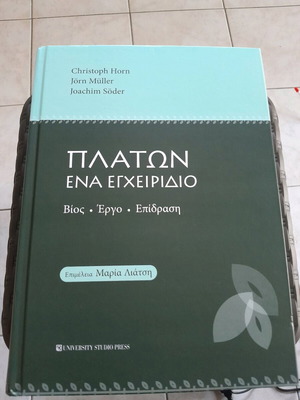 Christoph Horn
Jörn Müller
Joachim Söder
ΠΛΑΤΩΝ
ΕΝΑ ΕΓΧΕΙΡΙΔΙΟ
Βίος • Έργο • Επίδραση
Επιμέλεια Μαρία Λιάτση
UNIVERSITY STUDIO PRESS